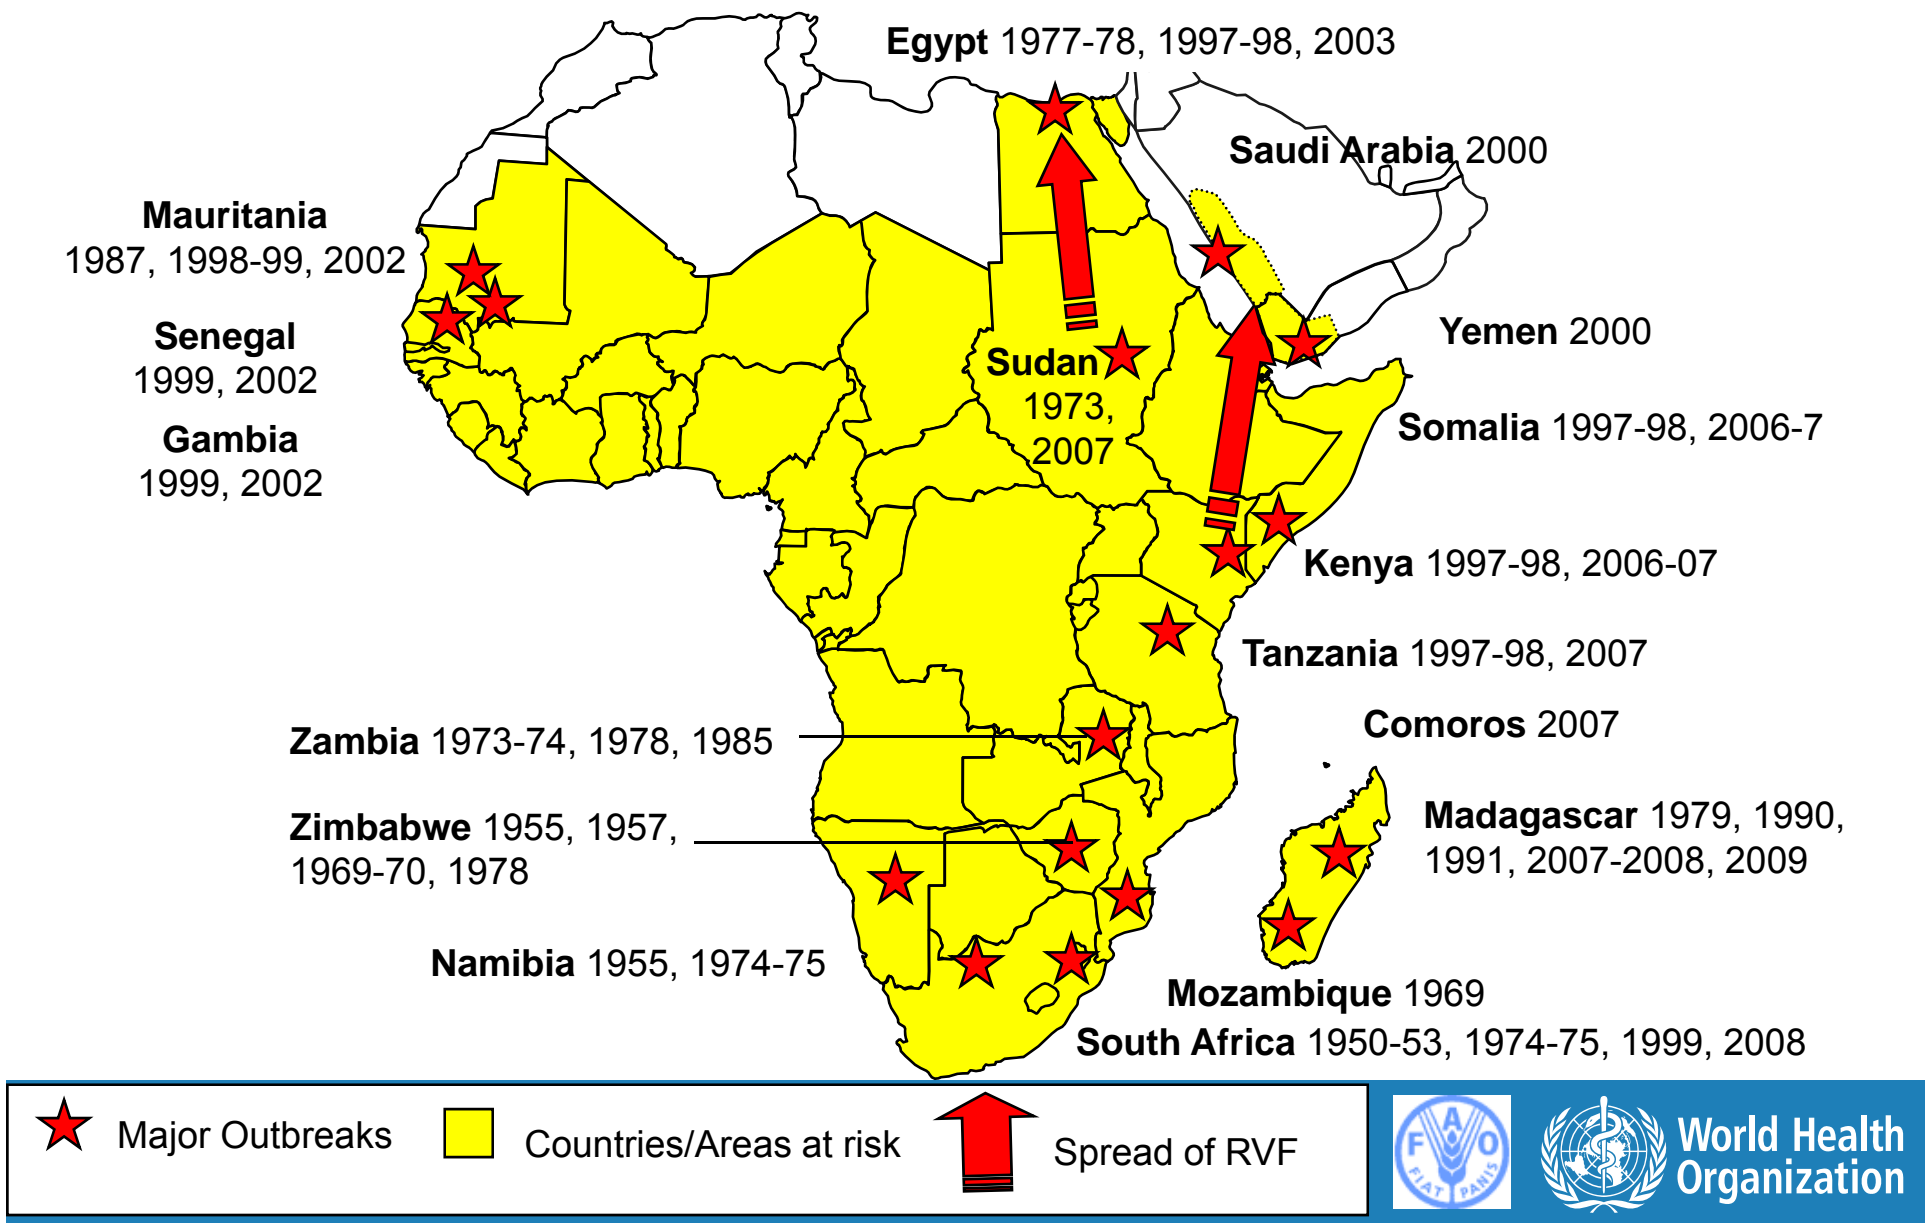 Egypt 1977-78, 1997-98, 2003
Saudi Arabia 2000
Mauritania
1987, 1998-99, 2002
Senegal
1999, 2002
Gambia
1999, 2002
Sudan
1973,
2007
Yemen 2000
Somalia 1997-98, 2006-7
Kenya 1997-98, 2006-07
Tanzania 1997-98, 2007
Comoros 2007
Zambia 1973-74, 1978, 1985
Madagascar 1979, 1990,
1991, 2007-2008, 2009
Zimbabwe 1955, 1957,
1969-70, 1978
Namibia 1955, 1974-75
Mozambique 1969
South Africa 1950-53, 1974-75, 1999, 2008
Major Outbreaks
Countries/Areas at risk
Spread of RVF
F A O
FIAT PANIS
World Health
Organization